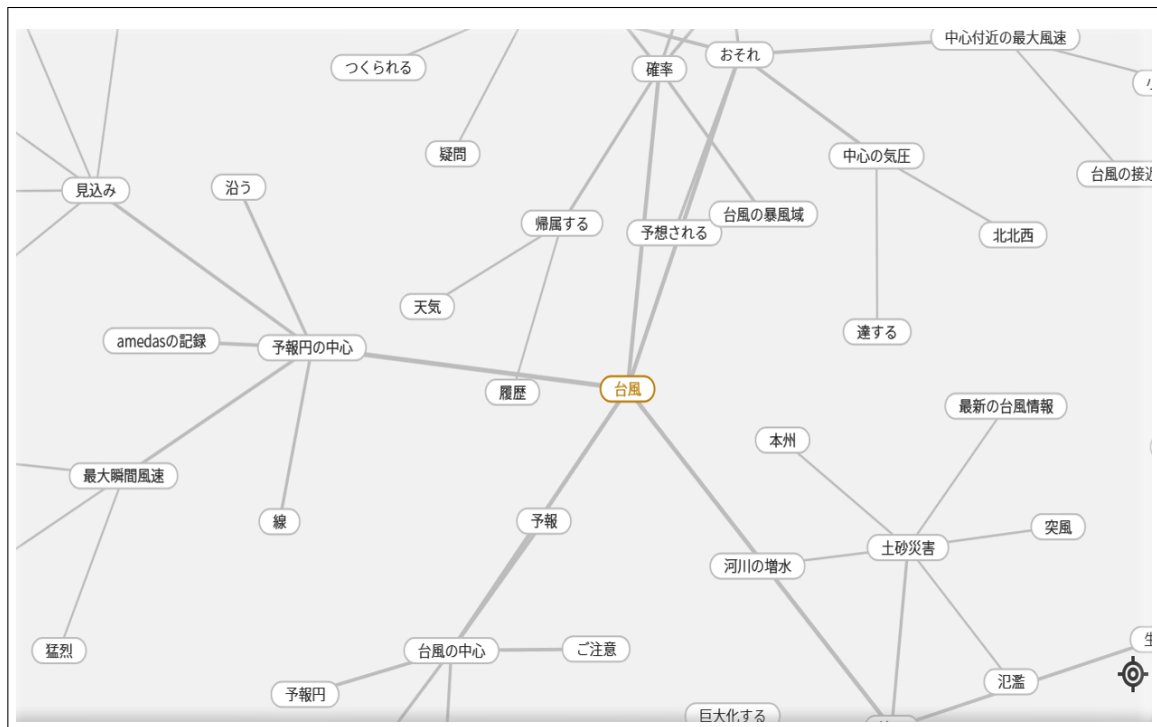 中心付近の最大風速
おそれ
つくられる
確率
疑問
中心の気圧
台風の接近
見込み
沿う
帰属する
予想される
台風の暴風域
北北西
天気
達する
amedasの記録
予報円の中心
履歴
台風
最新の台風情報
本州
最大瞬間風速
線
予報
突風
土砂災害
河川の増水
猛烈
台風の中心
ご注意
氾濫
予報円
巨大化する